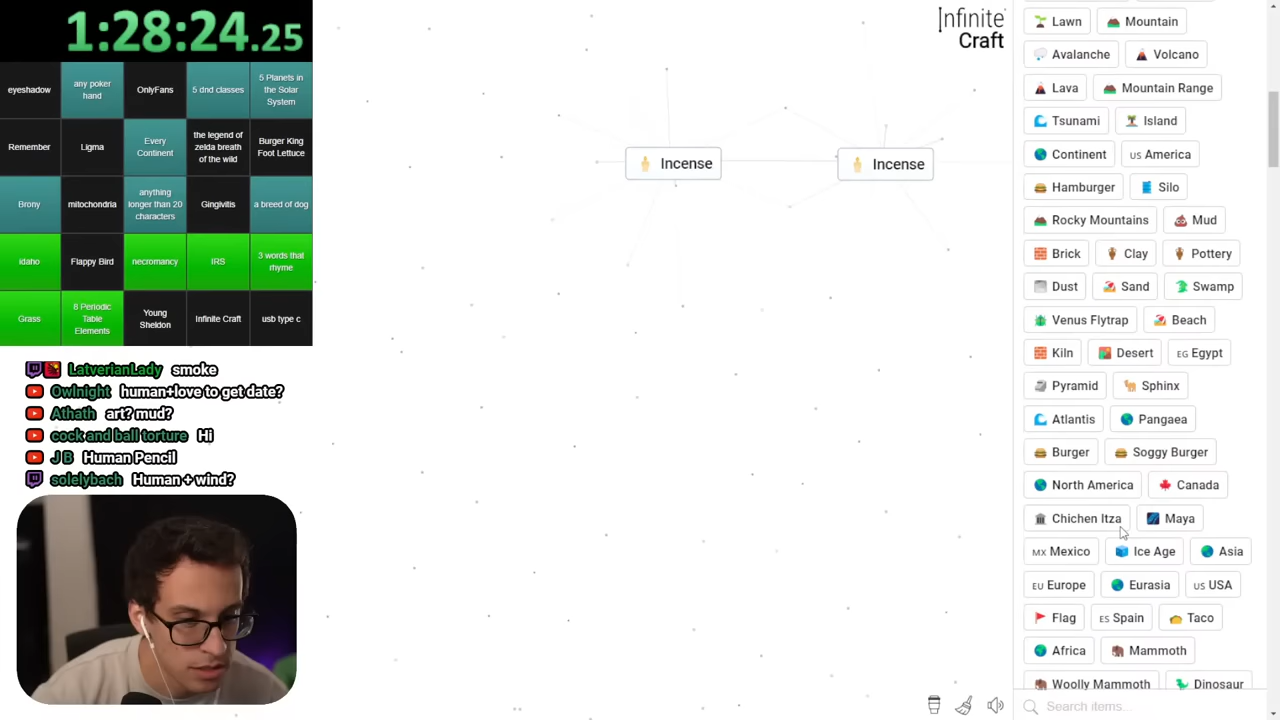 1:28:24.25
eyeshadow
any poker
hand
OnlyFans
5 dnd classes
5 Planets in
the Solar
System
Remember
Ligma
Every
Continent
the legend of
zelda breath
of the wild
Burger King
Foot Lettuce
Brony
mitochondria
anything
longer than 20
characters
Gingivitis
a breed of dog
idaho
Flappy Bird
necromancy
IRS
3 words that
rhyme
Grass
8 Periodic
Table
Elements
Young
Sheldon
Infinite Craft
usb type c
LatverianLady smoke
Owlnight human+love to get date?
Athath art? mud?
cock and ball torture Hi
J B Human Pencil
solelybach Human + wind?
Incense
Incense
Infinite
Craft
Lawn Mountain
Avalanche Volcano
Lava Mountain Range
Tsunami Island
Continent US America
Hamburger Silo
Rocky Mountains Mud
Brick Clay Pottery
Dust Sand Swamp
Venus Flytrap Beach
Kiln Desert EG Egypt
Pyramid Sphinx
Atlantis Pangaea
Burger Soggy Burger
North America Canada
Chichen Itza Maya
MX Mexico Ice Age Asia
EU Europe Eurasia US USA
Flag ES Spain Taco
Africa Mammoth
Woolly Mammoth Dinosaur
Search items...